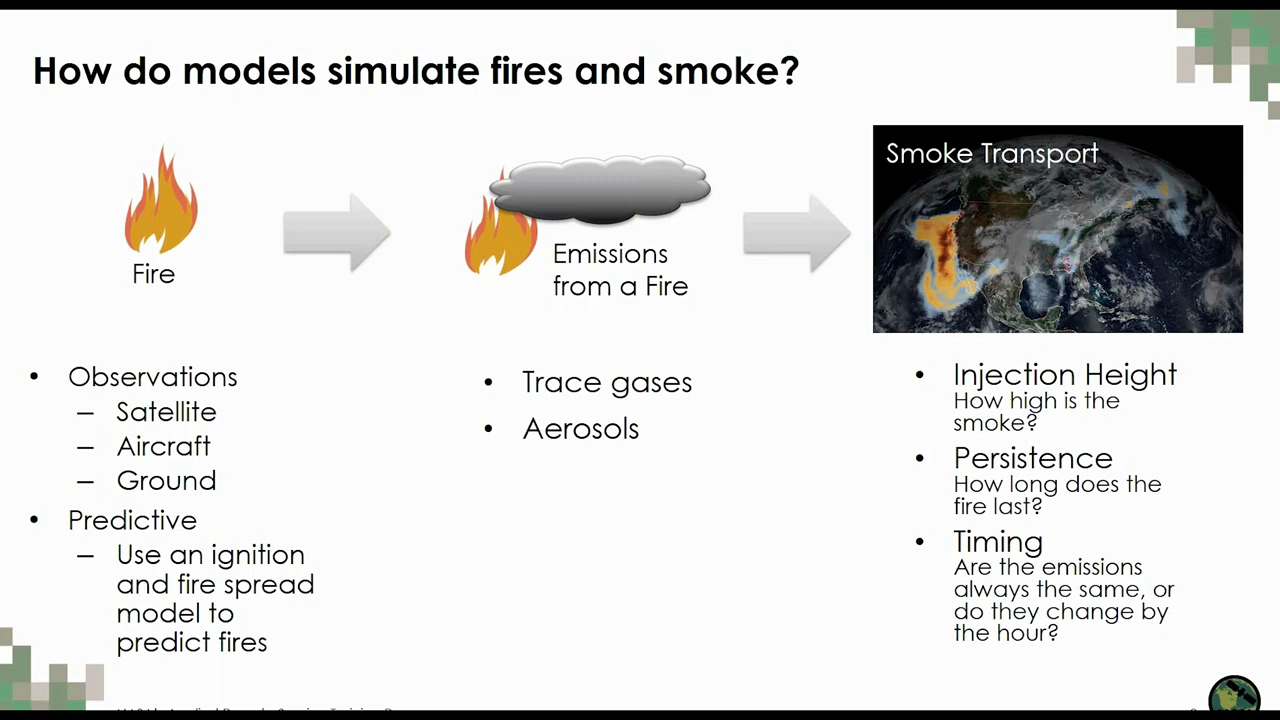 How do models simulate fires and smoke?
Smoke Transport
Fire
Emissions
from a Fire
• Observations
– Satellite
– Aircraft
– Ground
• Predictive
– Use an ignition
and fire spread
model to
predict fires
• Trace gases
• Aerosols
• Injection Height
How high is the
smoke?
• Persistence
How long does the
fire last?
• Timing
Are the emissions
always the same, or
do they change by
the hour?